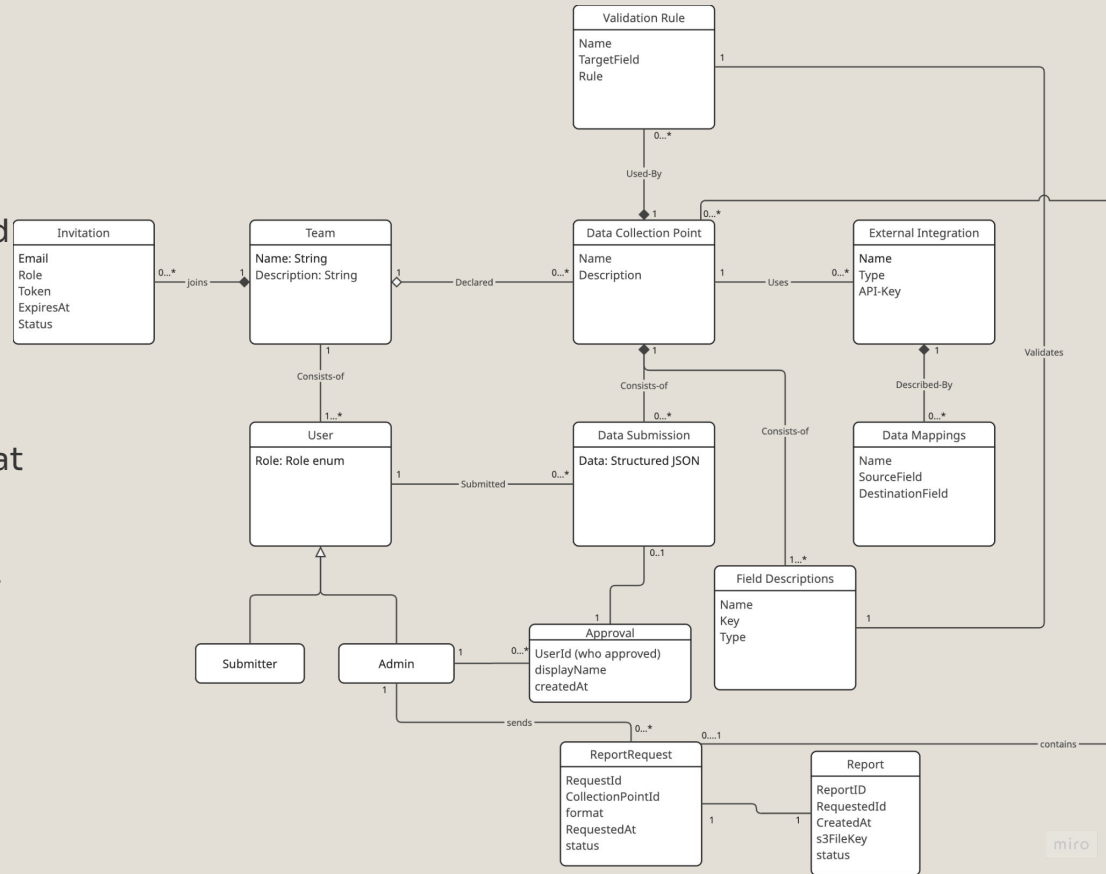 Validation Rule
Name
TargetField
Rule
1
0...*
Used-By
1
0...*
d
Invitation
Email
Role
Token
ExpiresAt
Status
0...*
joins
1
Team
Name: String
Description: String
1
Declared
0...*
Data Collection Point
Name
Description
1
Uses
0...*
External Integration
Name
Type
API-Key
Validates
1
Consists-of
1...*
1
Consists-of
0...*
Consists-of
1...*
1
Described-By
0...*
at
User
Role: Role enum
1
Submitted
0...*
Data Submission
Data: Structured JSON
Data Mappings
Name
SourceField
DestinationField
0..1
1
Field Descriptions
Name
Key
Type
1
Submitter
Admin
1
0...*
Approval
UserId (who approved)
displayName
createdAt
1
sends
0...*
0....1
contains
ReportRequest
RequestId
CollectionPointId
format
RequestedAt
status
1
1
Report
ReportID
RequestedId
CreatedAt
s3FileKey
status
miro